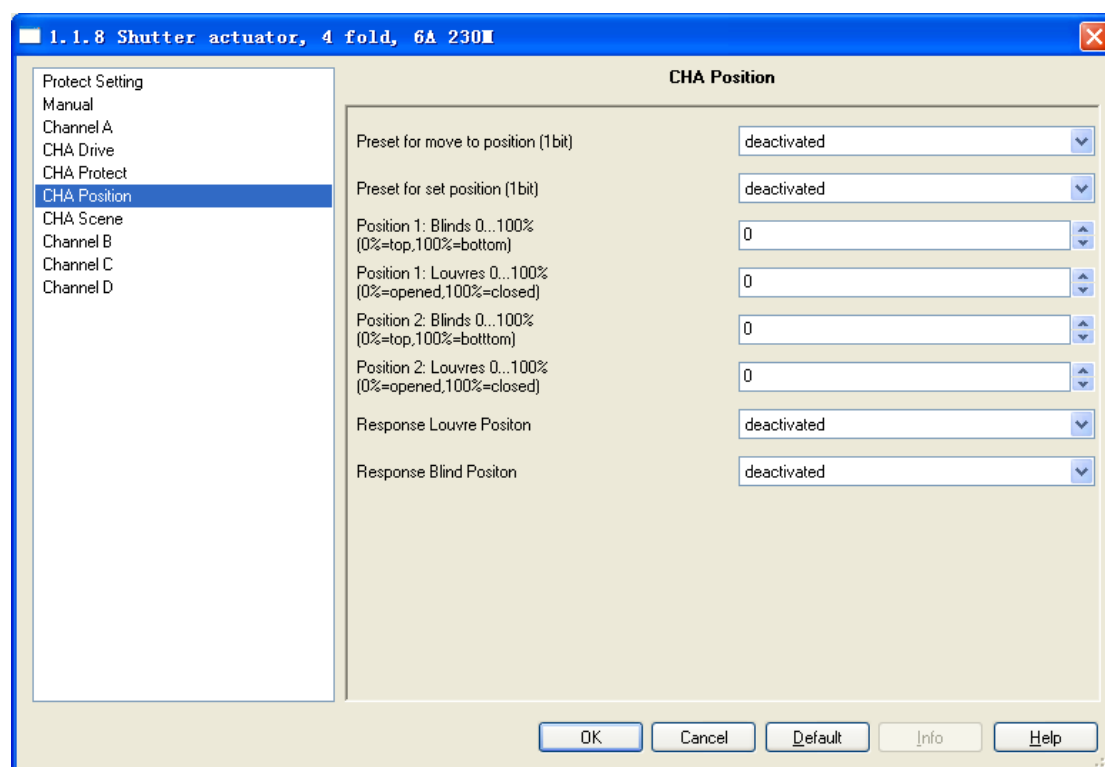 1.1.8 Shutter actuator, 4 fold, 6A 230M
Protect Setting
Manual
Channel A
CHA Drive
CHA Protect
CHA Position
CHA Scene
Channel B
Channel C
Channel D
CHA Position
Preset for move to position (1bit)
deactivated
Preset for set position (1bit)
deactivated
Position 1: Blinds 0...100%
(0%=top,100%=bottom)
0
Position 1: Louvres 0...100%
(0%=opened,100%=closed)
0
Position 2: Blinds 0...100%
(0%=top,100%=botttom)
0
Position 2: Louvres 0...100%
(0%=opened,100%=closed)
0
Response Louvre Positon
deactivated
Response Blind Positon
deactivated
OK
Cancel
Default
Info
Help